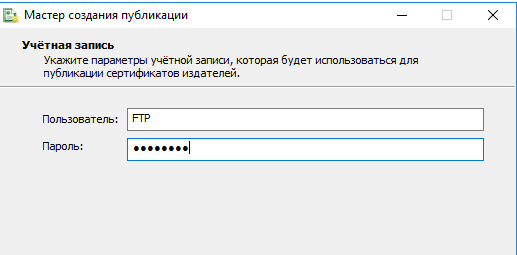 Мастер создания публикации
Учётная запись
Укажите параметры учётной записи, которая будет использоваться для
публикации сертификатов издателей.
Пользователь: FTP
Пароль: ●●●●●●●●